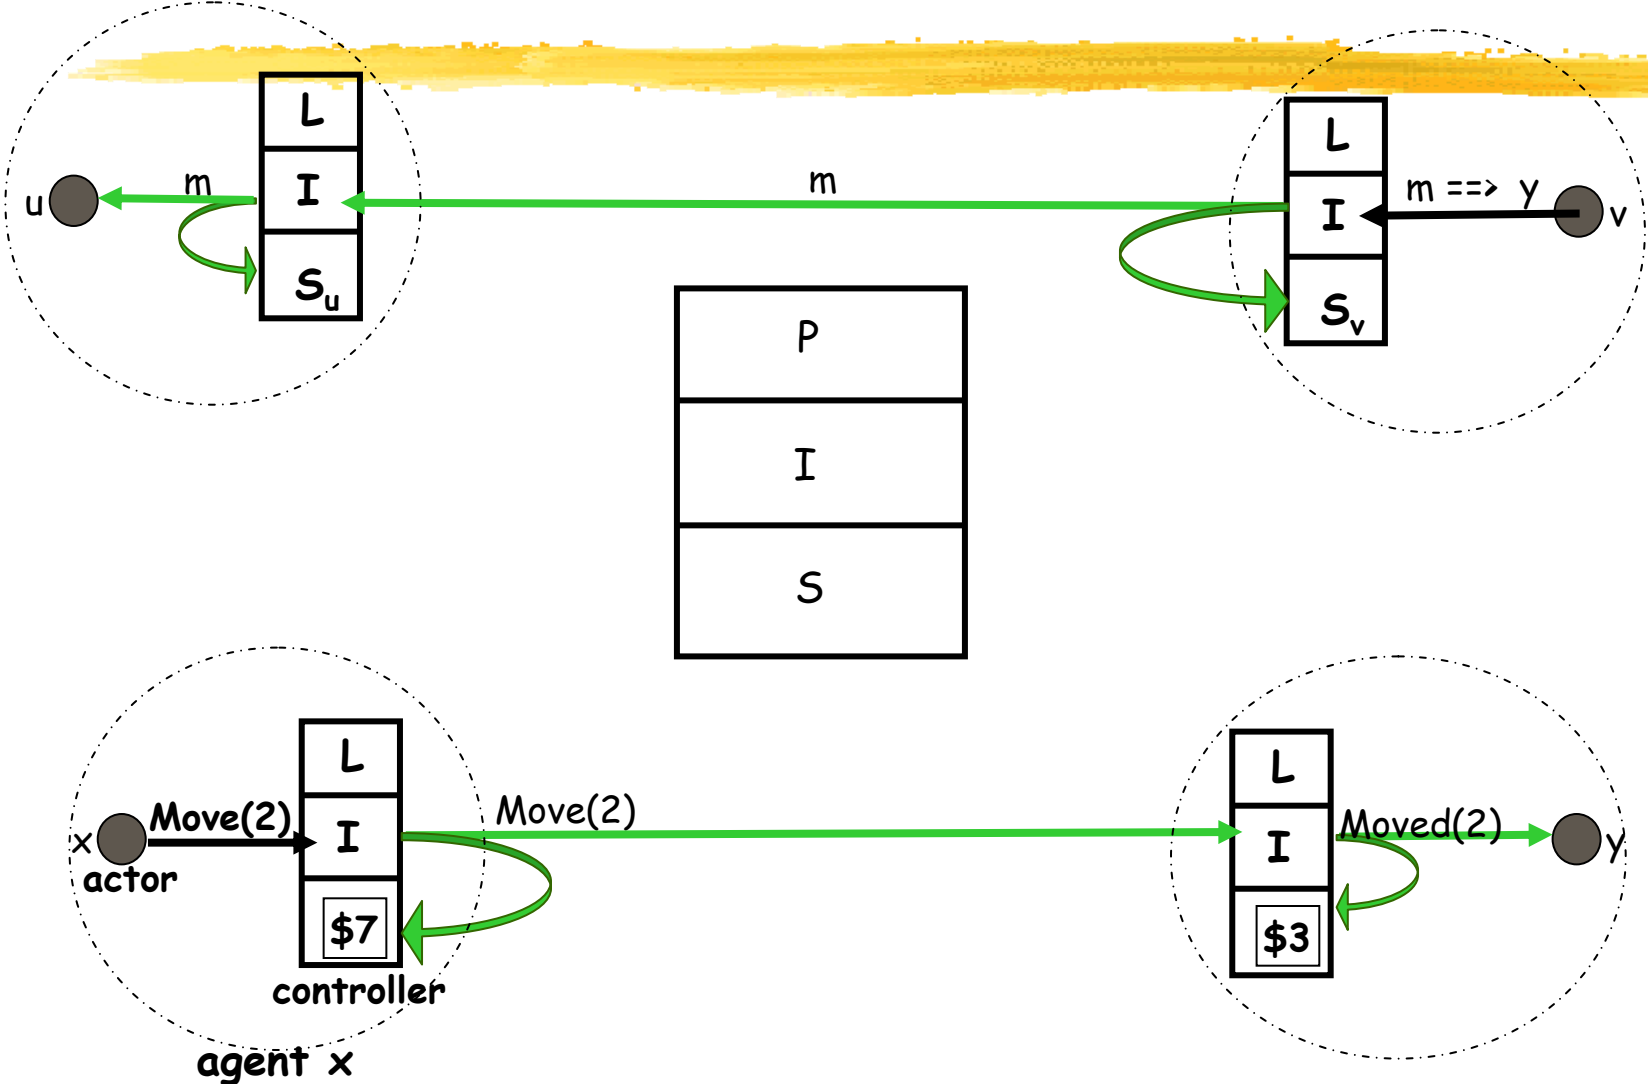 L
I
Su
u
m
m
L
I
Sv
m ==> y
v
P
I
S
L
I
$7
x
Move(2)
actor
controller
agent x
Move(2)
L
I
$3
Moved(2)
y